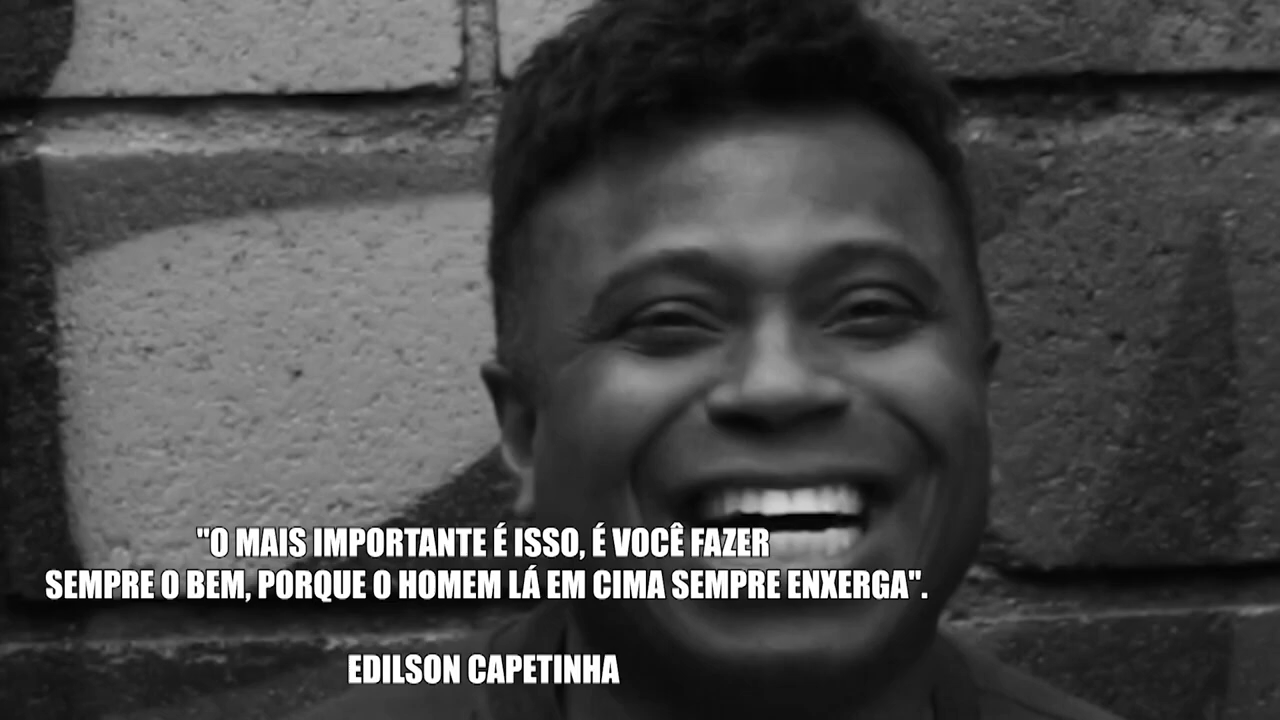 "O MAIS IMPORTANTE É ISSO, É VOCÊ FAZER
SEMPRE O BEM, PORQUE O HOMEM LÁ EM CIMA SEMPRE ENXERGA".
EDILSON CAPETINHA